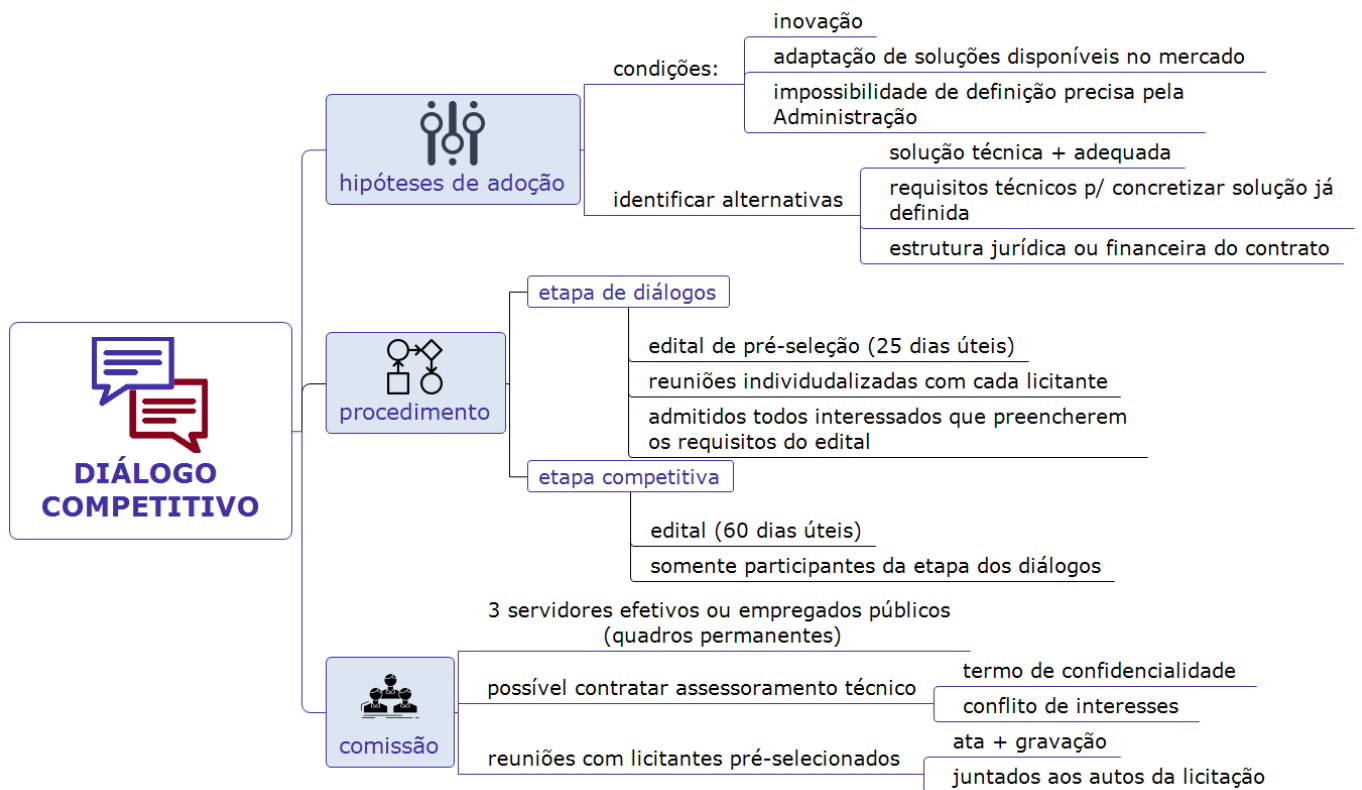 DIÁLOGO
COMPETITIVO
hipóteses de adoção
condições:
inovação
adaptação de soluções disponíveis no mercado
impossibilidade de definição precisa pela
Administração
identificar alternativas
solução técnica + adequada
requisitos técnicos p/ concretizar solução já
definida
estrutura jurídica ou financeira do contrato
procedimento
etapa de diálogos
edital de pré-seleção (25 dias úteis)
reuniões individudalizadas com cada licitante
admitidos todos interessados que preencherem
os requisitos do edital
etapa competitiva
edital (60 dias úteis)
somente participantes da etapa dos diálogos
comissão
3 servidores efetivos ou empregados públicos
(quadros permanentes)
possível contratar assessoramento técnico
termo de confidencialidade
conflito de interesses
reuniões com licitantes pré-selecionados
ata + gravação
juntados aos autos da licitação